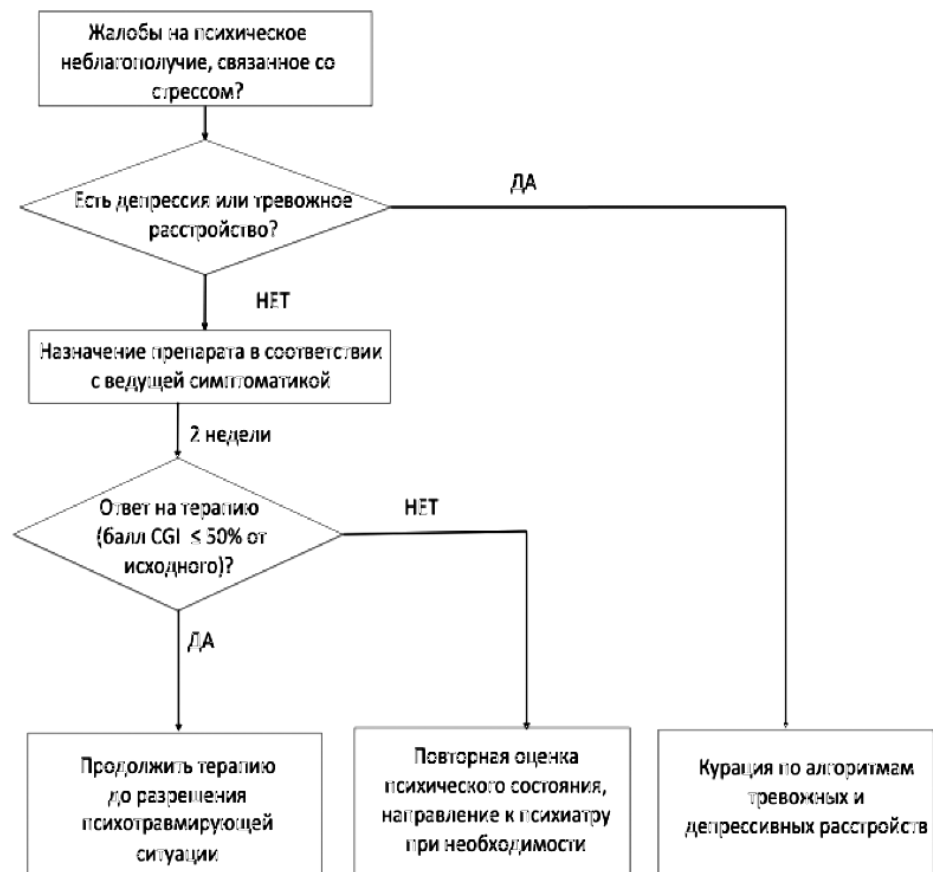 Жалобы на психическое
неблагополучие, связанное со
стрессом?
ДА
Есть депрессия или тревожное
расстройство?
НЕТ
Назначение препарата в соответствии
с ведущей симптоматикой
2 недели
Ответ на терапию
(балл CGI ≤ 50% от
исходного)?
НЕТ
ДА
Продолжить терапию
до разрешения
психотравмирующей
ситуации
Повторная оценка
психического состояния,
направление к психиатру
при необходимости
Курация по алгоритмам
тревожных и
депрессивных расстройств